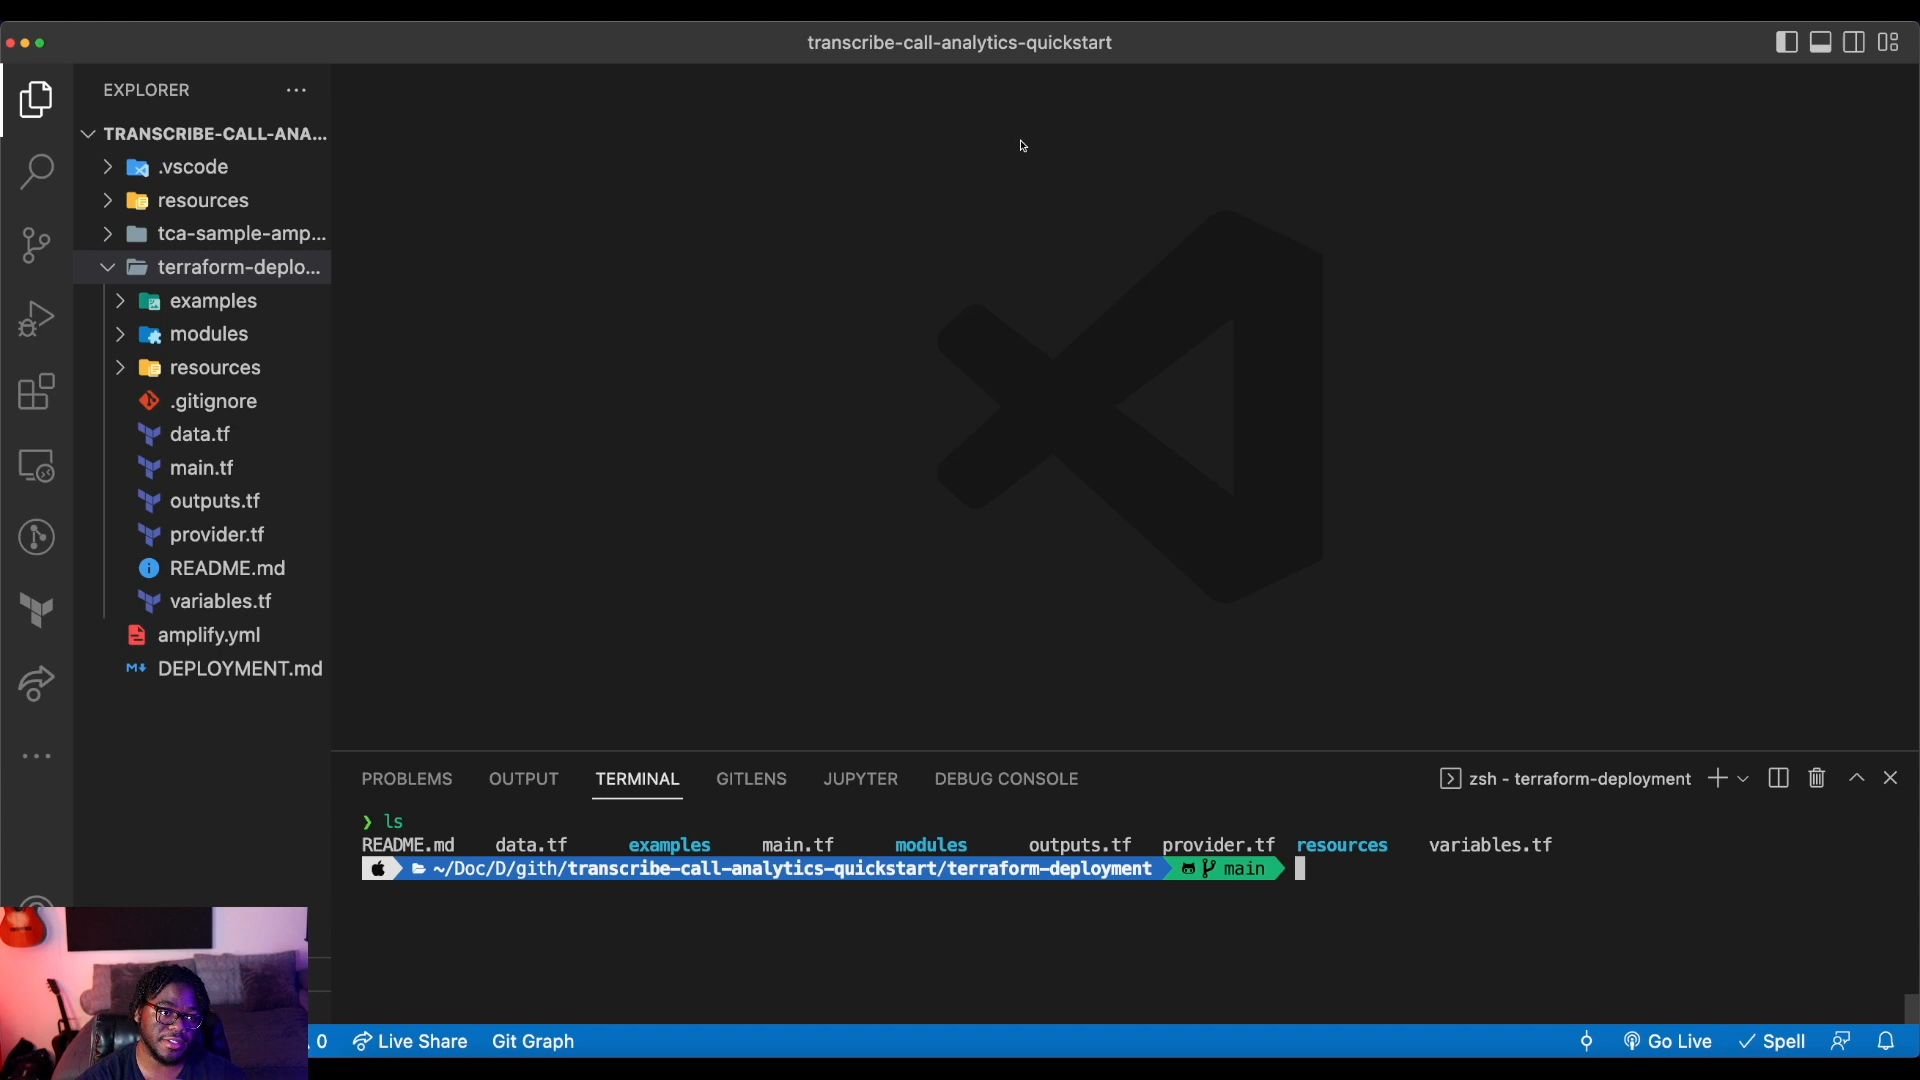 transcribe-call-analytics-quickstart
EXPLORER
TRANSCRIBE-CALL-ANA...
.vscode
resources
tca-sample-amp...
terraform-deplo...
examples
modules
resources
.gitignore
data.tf
main.tf
outputs.tf
provider.tf
README.md
variables.tf
amplify.yml
DEPLOYMENT.md
PROBLEMS OUTPUT TERMINAL GITLENS JUPYTER DEBUG CONSOLE
zsh - terraform-deployment
❯ ls
README.md data.tf examples main.tf modules outputs.tf provider.tf resources variables.tf
~/Doc/D/gith/transcribe-call-analytics-quickstart/terraform-deployment main
0 Live Share Git Graph Go Live Spell